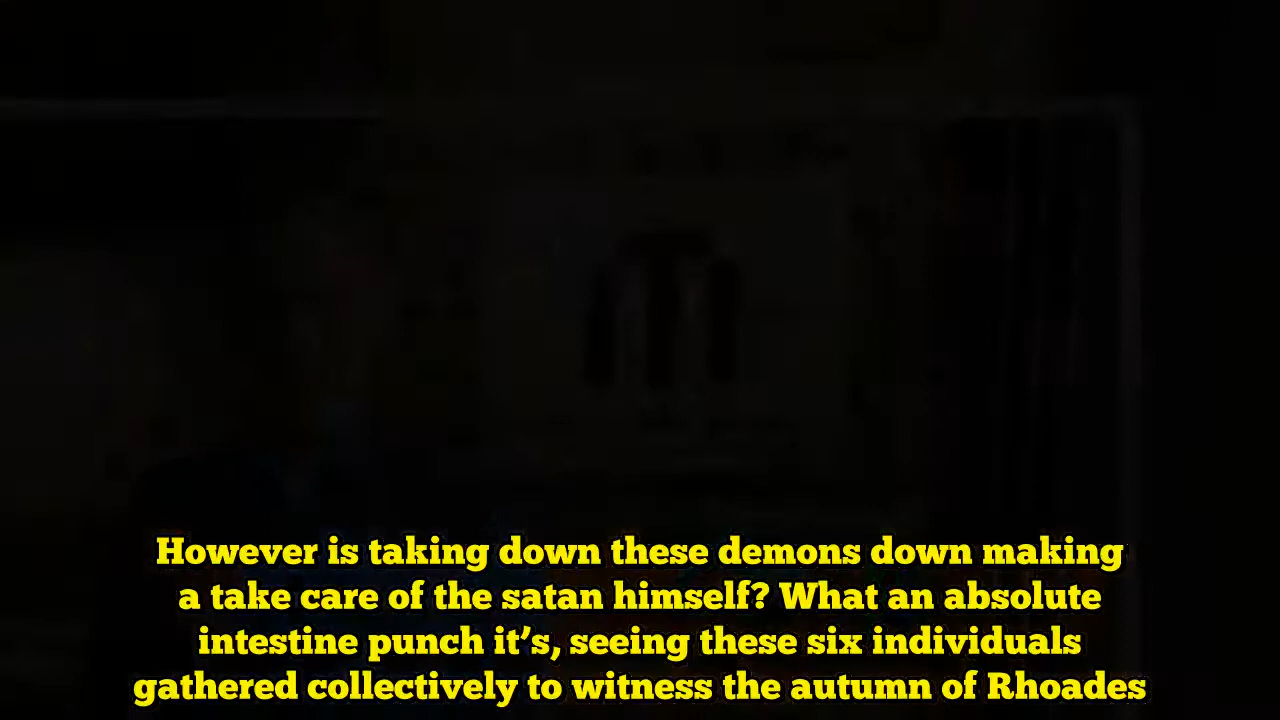 However is taking down these demons down making
a take care of the satan himself? What an absolute
intestine punch it’s, seeing these six individuals
gathered collectively to witness the autumn of Rhoades